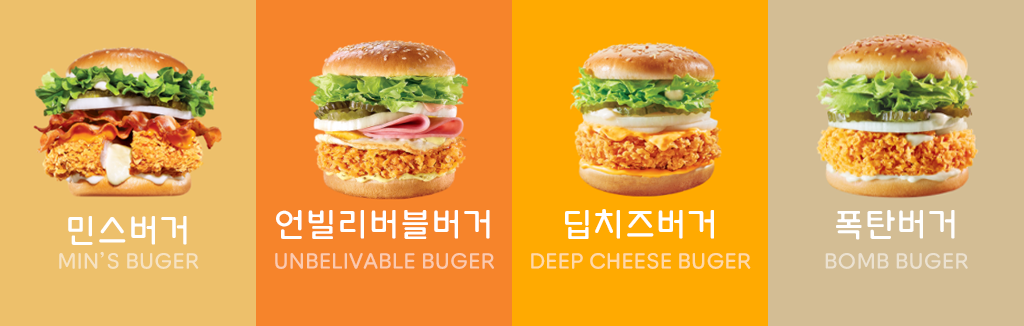 민스버거
MIN'S BUGER
언빌리버블버거
UNBELIVABLE BUGER
딥치즈버거
DEEP CHEESE BUGER
폭탄버거
BOMB BUGER